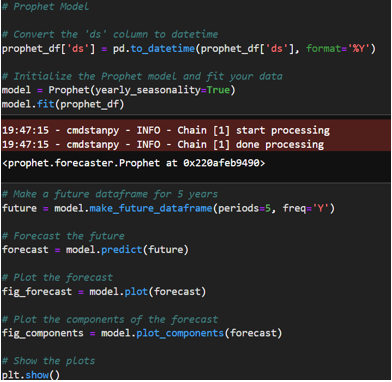 # Prophet Model
# Convert the 'ds' column to datetime
prophet_df['ds'] = pd.to_datetime(prophet_df['ds'], format='%Y')
# Initialize the Prophet model and fit your data
model = Prophet(yearly_seasonality=True)
model.fit(prophet_df)
19:47:15 - cmdstanpy - INFO - Chain [1] start processing
19:47:15 - cmdstanpy - INFO - Chain [1] done processing
<prophet.forecaster.Prophet at 0x220afeb9490>
# Make a future dataframe for 5 years
future = model.make_future_dataframe(periods=5, freq='Y')
# Forecast the future
forecast = model.predict(future)
# Plot the forecast
fig_forecast = model.plot(forecast)
# Plot the components of the forecast
fig_components = model.plot_components(forecast)
# Show the plots
plt.show()